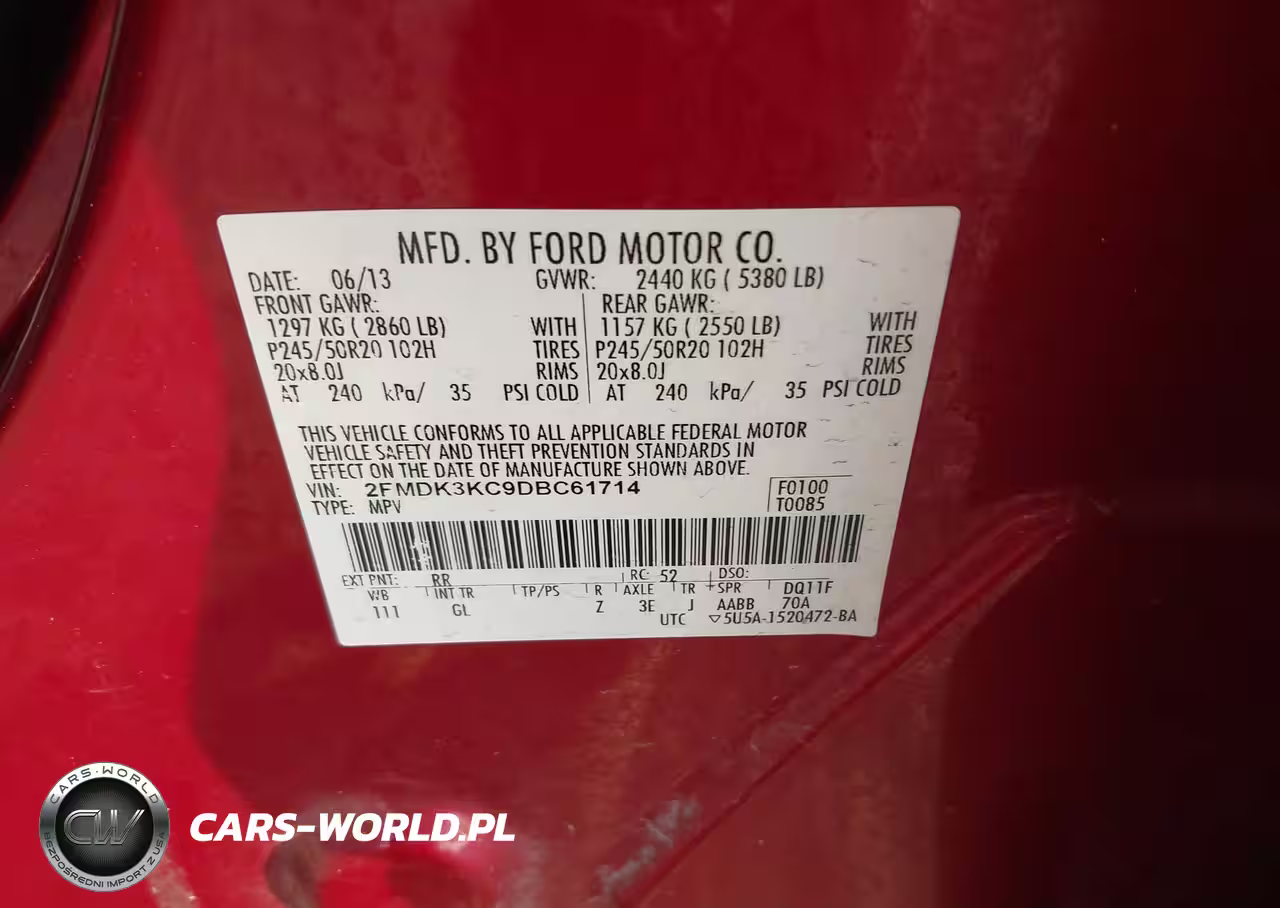 MFD. BY FORD MOTOR CO.
DATE: 06/13 GVWR: 2440 KG ( 5380 LB)
FRONT GAWR: REAR GAWR:
1297 KG ( 2860 LB) WITH 1157 KG ( 2550 LB) WITH
P245/50R20 102H TIRES P245/50R20 102H TIRES
20x8.0J RIMS 20x8.0J RIMS
AT 240 kPa/ 35 PSI COLD AT 240 kPa/ 35 PSI COLD
THIS VEHICLE CONFORMS TO ALL APPLICABLE FEDERAL MOTOR
VEHICLE SAFETY AND THEFT PREVENTION STANDARDS IN
EFFECT ON THE DATE OF MANUFACTURE SHOWN ABOVE.
VIN: 2FMDK3KC9DBC61714 F0100
TYPE: MPV T0085
EXT PNT: RR RC: 52 DSO:
WB INT TR TP/PS R AXLE TR SPR DQ11F
111 GL Z 3E J AABB 70A
UTC ▽5U5A-1520472-BA
CARS-WORLD
CW
BEZPOŚREDNI IMPORT Z USA
CARS-WORLD.PL